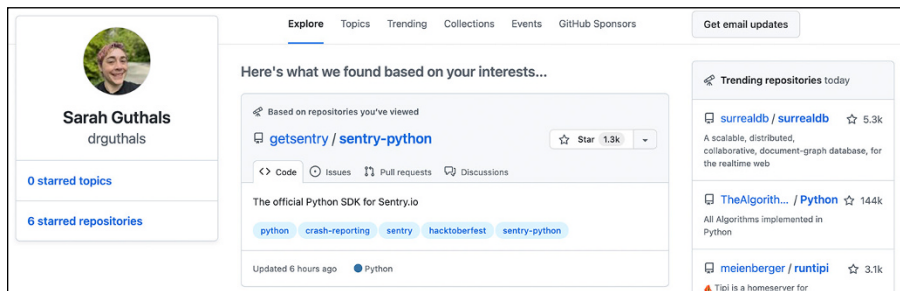 Explore Topics Trending Collections Events GitHub Sponsors
Get email updates
Sarah Guthals
drguthals
0 starred topics
6 starred repositories
Here's what we found based on your interests...
Based on repositories you've viewed
getsentry / sentry-python
Star 1.3k
Code Issues Pull requests Discussions
The official Python SDK for Sentry.io
python crash-reporting sentry hacktoberfest sentry-python
Updated 6 hours ago Python
Trending repositories today
surrealdb / surrealdb 5.3k
A scalable, distributed,
collaborative, document-graph database, for
the realtime web
TheAlgorith... / Python 144k
All Algorithms implemented in
Python
meienberger / runtipi 3.1k
Tipi is a homeserver for